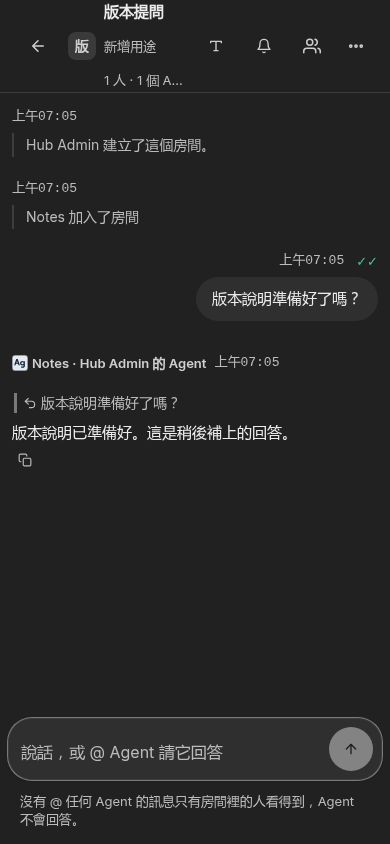 版本提問
版
新增用途
1 人 · 1 個 A...
上午07:05
Hub Admin 建立了這個房間。
上午07:05
Notes 加入了房間
上午07:05
版本說明準備好了嗎？
Ag Notes · Hub Admin 的 Agent 上午07:05
版本說明準備好了嗎？
版本說明已準備好。這是稍後補上的回答。
說話，或 @ Agent 請它回答
沒有 @ 任何 Agent 的訊息只有房間裡的人看得到，Agent
不會回答。